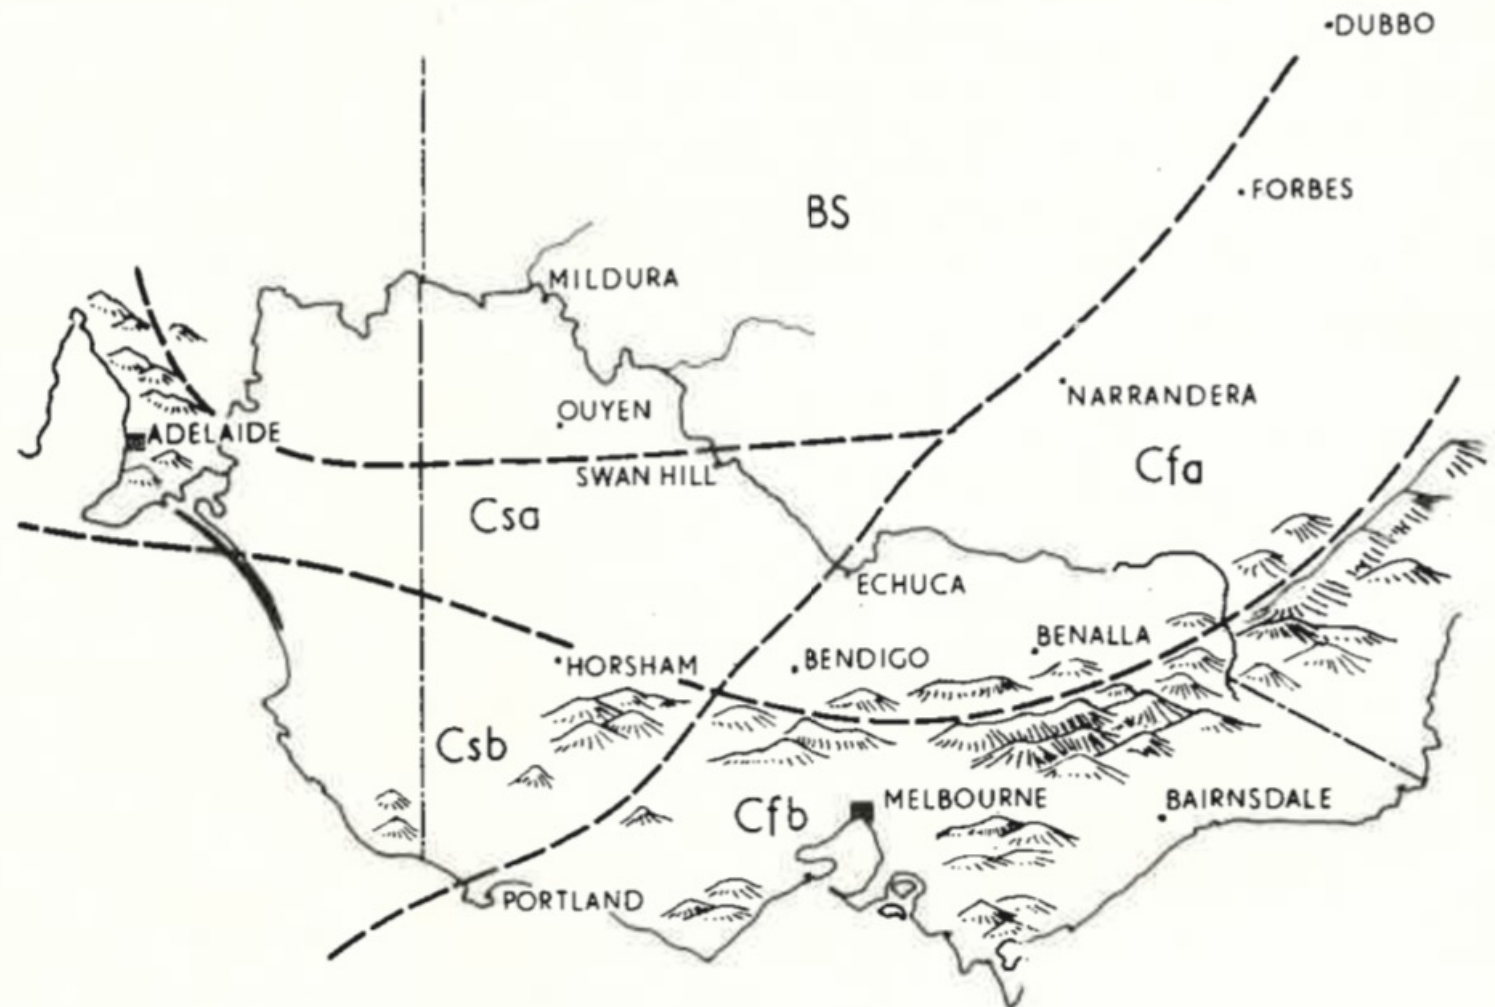 DUBBO
FORBES
BS
MILDURA
NARRANDERA
OUYEN
ADELAIDE
Cfa
SWAN HILL
Csa
ECHUCA
BENALLA
BENDIGO
HORSHAM
Csb
MELBOURNE
BAIRNSDALE
Cfb
PORTLAND